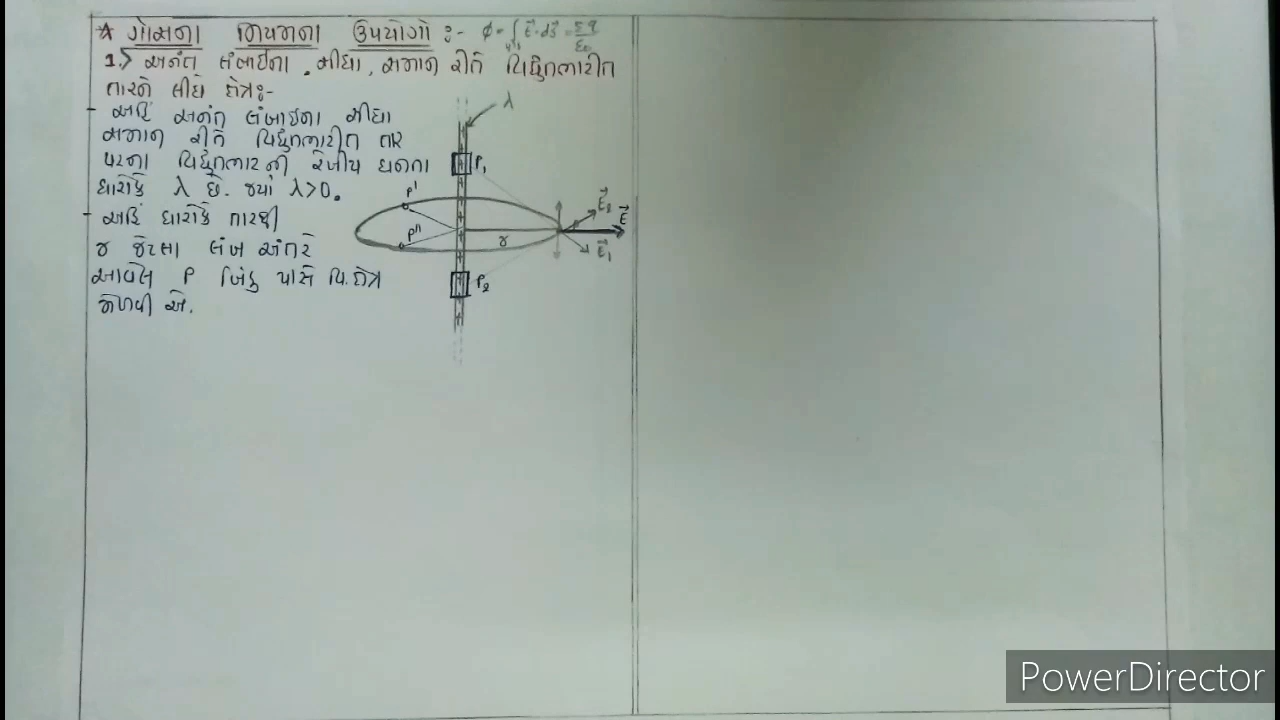 * ગોસના નિયમના ઉપયોગો :- ϕ = ∫ E⃗·ds⃗ = Σq/ε₀
1.> અનંત લંબાઈના, સીધા, સમાન રીતે વિદ્યુતભારીત
તારને લીધે ક્ષેત્ર:-
- અહિં અનંત લંબાઇના સીધા
સમાન રીતે વિદ્યુતભારીત તાર
પરના વિદ્યુતભારની રેખીય ઘનતા
ધારોકે λ છે. જ્યાં λ>0.
- અહિં ધારોકે તારથી
r જેટલા લંબ અંતરે
આવેલ P બિંદુ પાસે વિ.ક્ષેત્ર
મેળવી એ.
λ
P₁
P'
E⃗₂
E⃗
P"
r
E⃗₁
P₂
PowerDirector